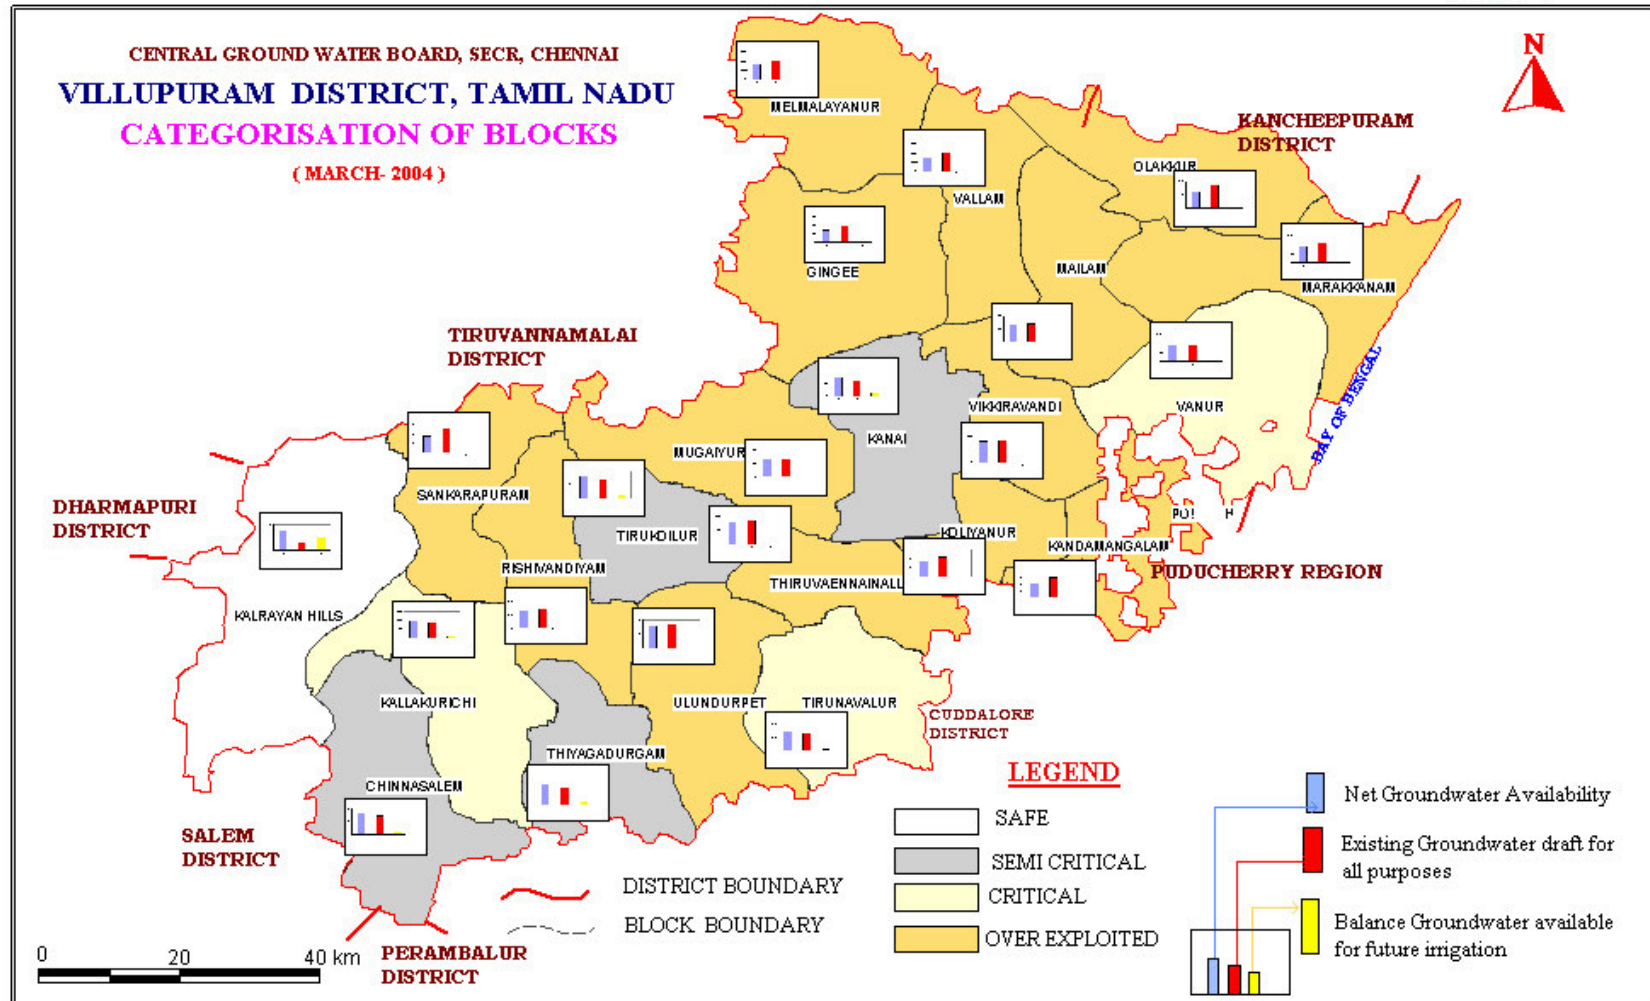 CENTRAL GROUND WATER BOARD, SECR, CHENNAI
VILLUPURAM DISTRICT, TAMIL NADU
CATEGORISATION OF BLOCKS
( MARCH- 2004 )
N
MELMALAYANUR
KANCHEEPURAM
DISTRICT
OLAKKUR
VALLAM
GINGEE
MAILAM
MARAKKANAM
TIRUVANNAMALAI
DISTRICT
BAY OF BENGAL
VIKKIRAVANDI
VANUR
KANAI
MUGAIYUR
SANKARAPURAM
DHARMAPURI
DISTRICT
TIRUKOILUR
KOLIYANUR
KANDAMANGALAM
RISHIVANDIYAM
THIRUVAENNAINALL
PUDUCHERRY REGION
KALRAYAN HILLS
KALLAKURICHI
ULUNDURPET
TIRUNAVALUR
CUDDALORE
DISTRICT
THIYAGADURGAM
CHINNASALEM
SALEM
DISTRICT
PERAMBALUR
DISTRICT
0 20 40 km
DISTRICT BOUNDARY
BLOCK BOUNDARY
LEGEND
SAFE
SEMI CRITICAL
CRITICAL
OVER EXPLOITED
Net Groundwater Availability
Existing Groundwater draft for
all purposes
Balance Groundwater available
for future irrigation